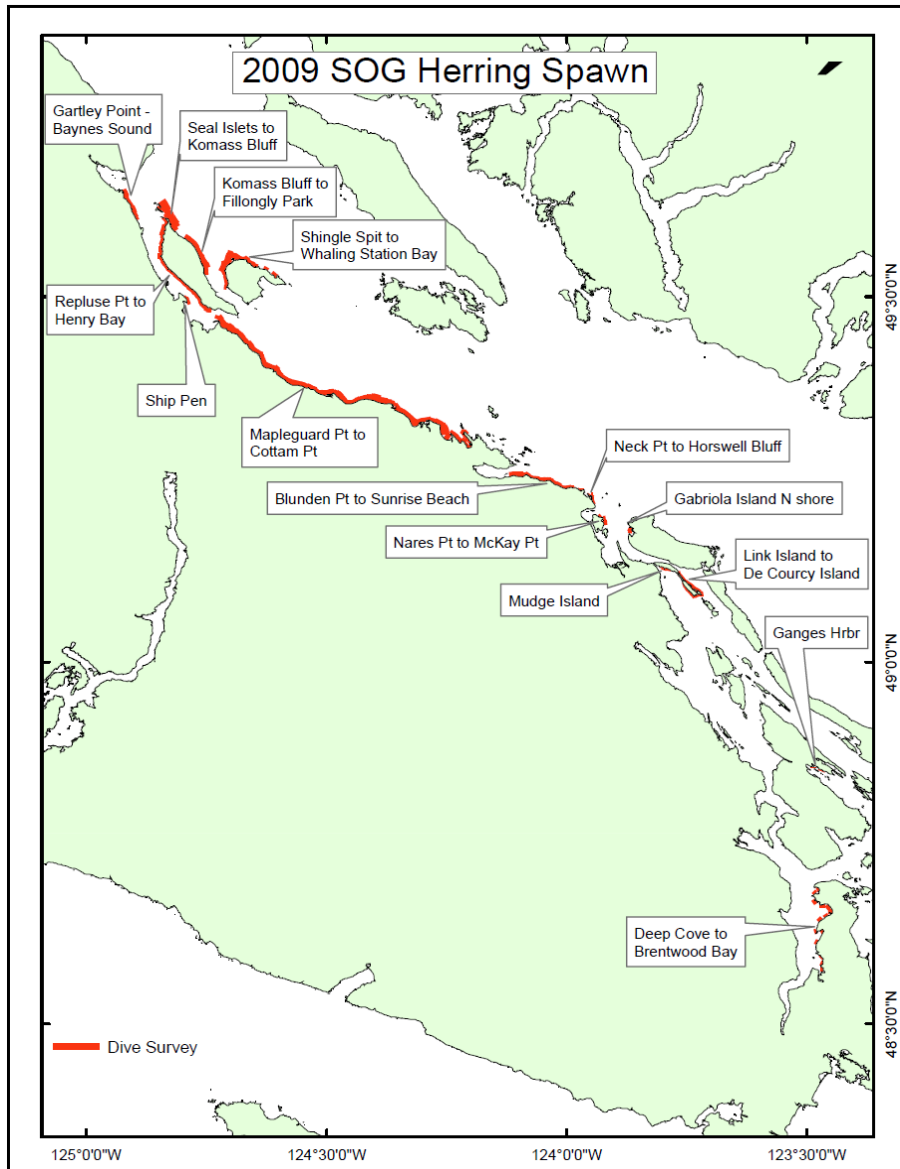 2009 SOG Herring Spawn
Gartley Point -
Baynes Sound
Seal Islets to
Komass Bluff
Komass Bluff to
Fillongly Park
Shingle Spit to
Whaling Station Bay
Repluse Pt to
Henry Bay
Ship Pen
Mapleguard Pt to
Cottam Pt
Neck Pt to Horswell Bluff
Blunden Pt to Sunrise Beach
Gabriola Island N shore
Nares Pt to McKay Pt
Link Island to
De Courcy Island
Mudge Island
Ganges Hrbr
Deep Cove to
Brentwood Bay
Dive Survey
49°30'0"N
49°0'0"N
48°30'0"N
125°0'0"W
124°30'0"W
124°0'0"W
123°30'0"W